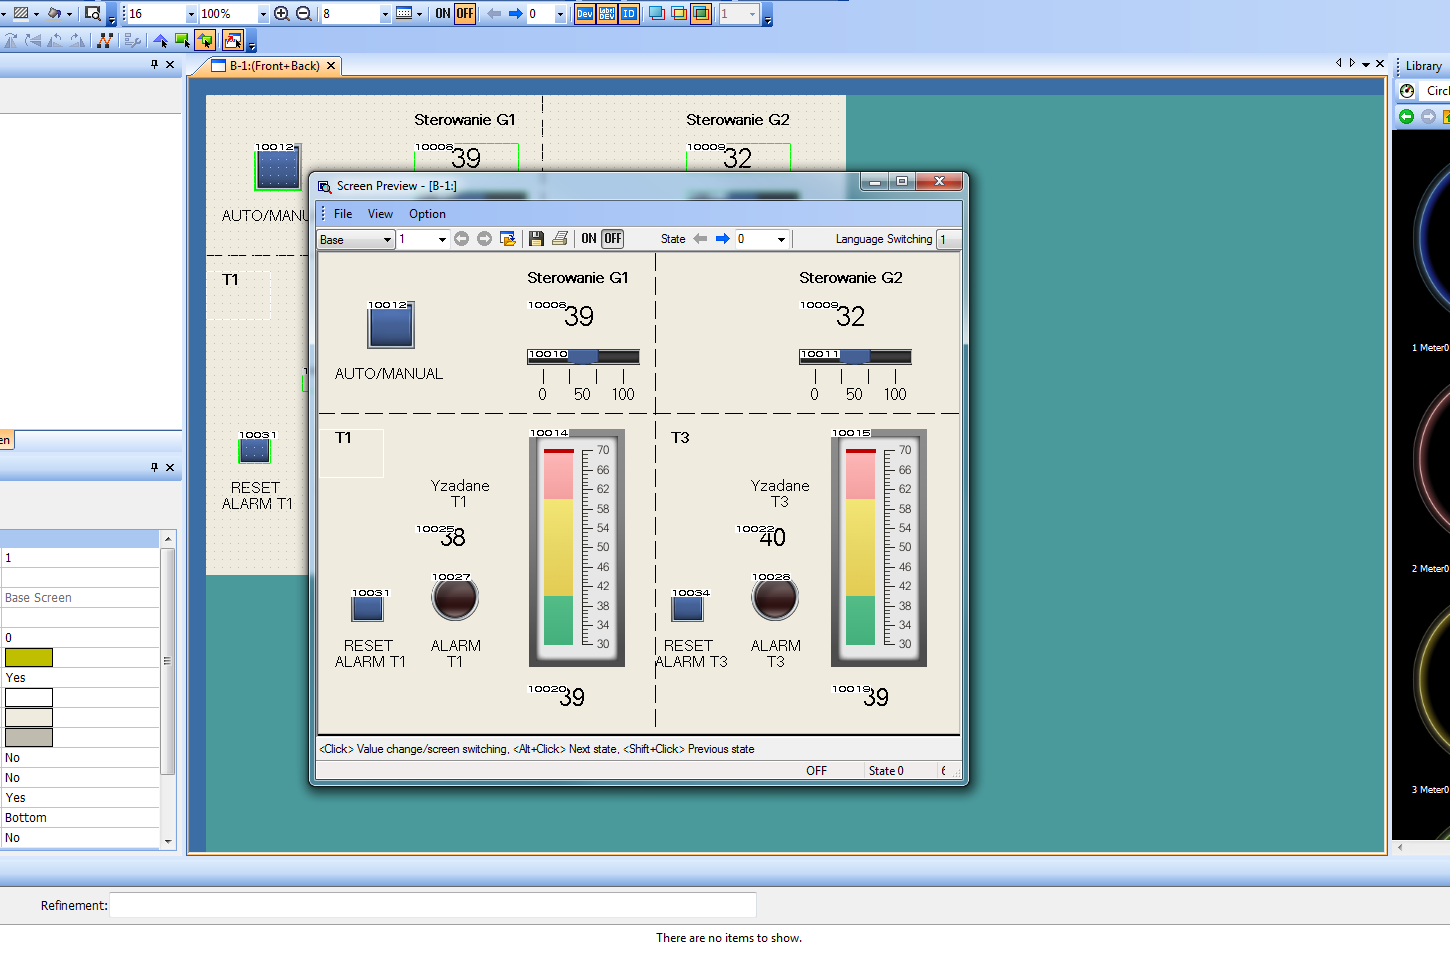 16
100%
8
ON
OFF
0
Dev
Label DEV
ID
1
B-1:(Front+Back)
Library
Circ
Sterowanie G1
Sterowanie G2
10012
10008
39
10009
32
AUTO/MANU
T1
10031
RESET
ALARM T1
Screen Preview - [B-1:]
File
View
Option
Base
1
ON
OFF
State
0
Language Switching
1
Sterowanie G1
Sterowanie G2
10012
10008
39
10009
32
10010
10011
AUTO/MANUAL
0 50 100
0 50 100
T1
10014
T3
10015
70
66
62
58
54
50
46
42
38
34
30
70
66
62
58
54
50
46
42
38
34
30
Yzadane
T1
Yzadane
T3
10025
38
10022
40
10027
10028
10031
10034
RESET
ALARM T1
ALARM
T1
RESET
ALARM T3
ALARM
T3
10020
39
10019
39
<Click> Value change/screen switching, <Alt+Click> Next state, <Shift+Click> Previous state
OFF
State 0
6
en
1
Base Screen
0
Yes
No
No
Yes
Bottom
No
1 Meter0
2 Meter0
3 Meter0
Refinement:
There are no items to show.